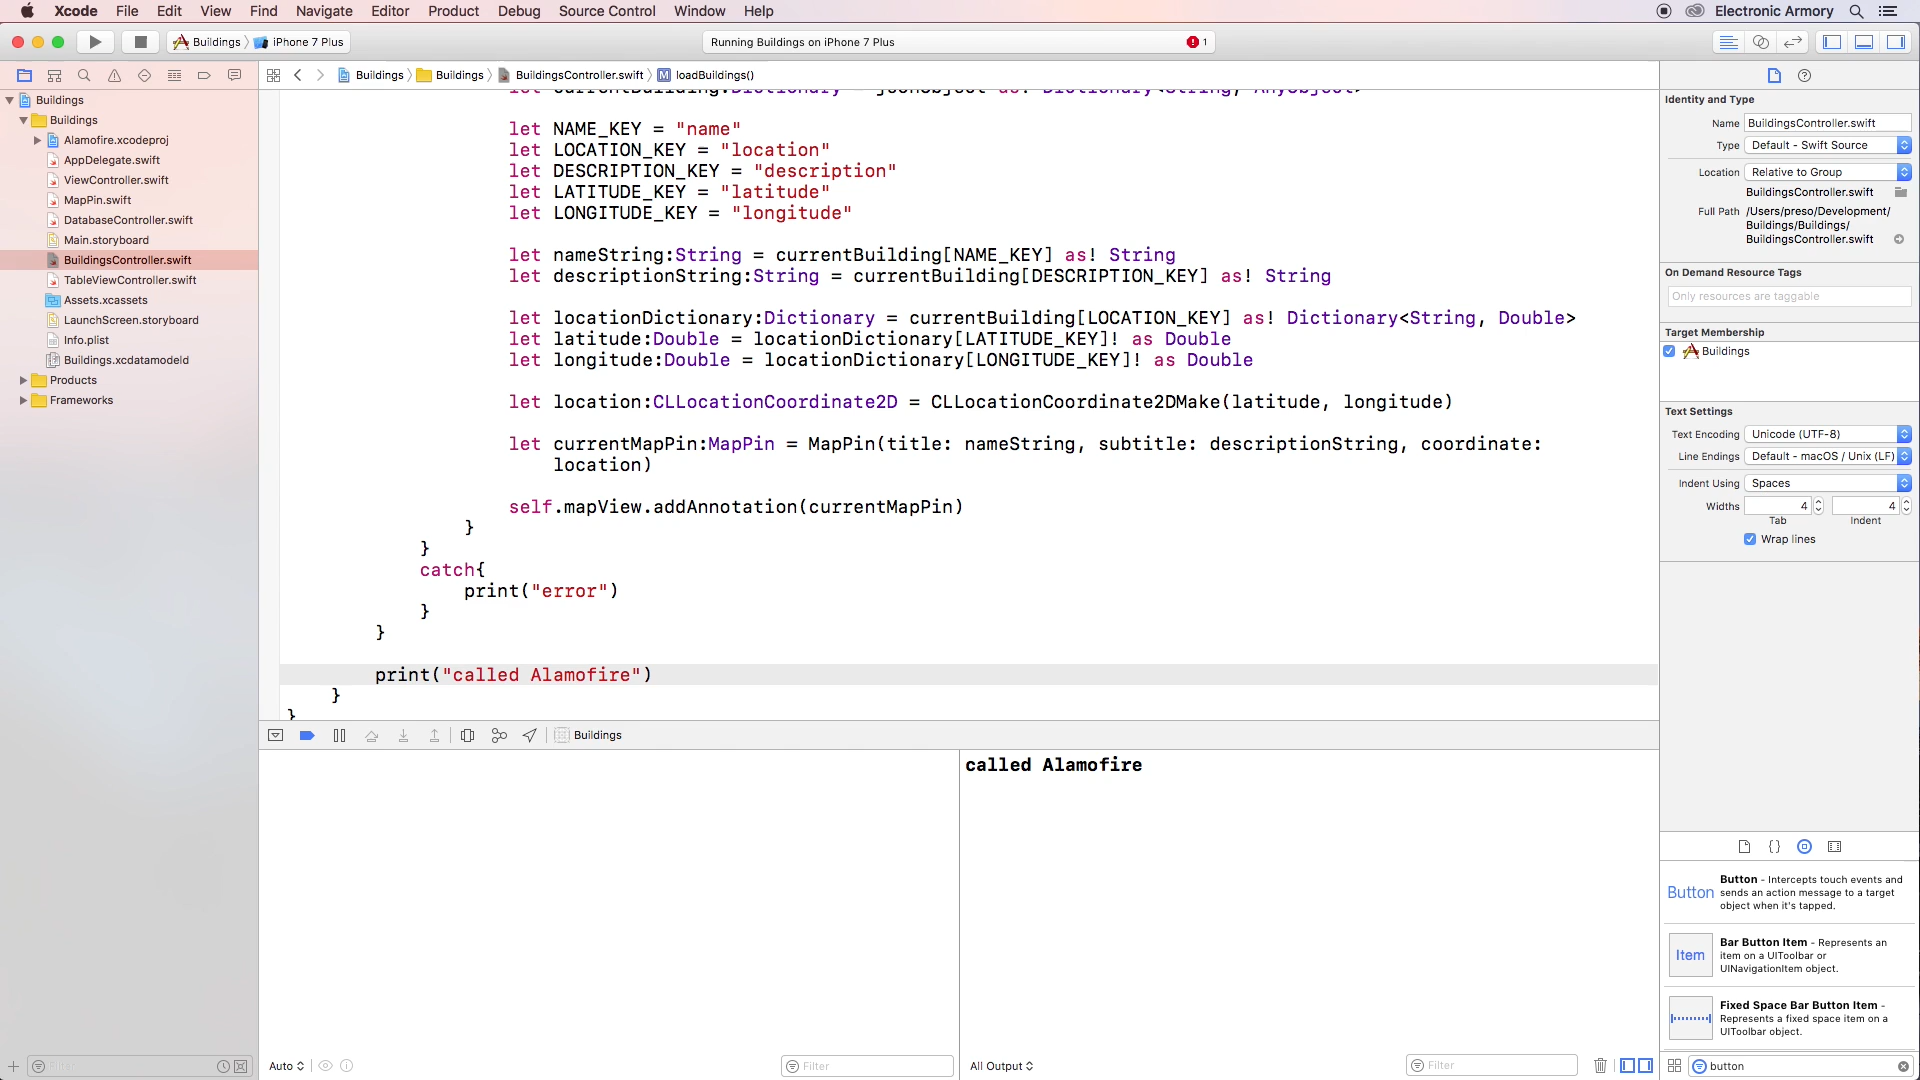 Xcode File Edit View Find Navigate Editor Product Debug Source Control Window Help Electronic Armory
Buildings iPhone 7 Plus Running Buildings on iPhone 7 Plus 1
Buildings Buildings BuildingsController.swift M loadBuildings()
Buildings
Buildings
Alamofire.xcodeproj
AppDelegate.swift
ViewController.swift
MapPin.swift
DatabaseController.swift
Main.storyboard
BuildingsController.swift
TableViewController.swift
Assets.xcassets
LaunchScreen.storyboard
Info.plist
Buildings.xcdatamodeld
Products
Frameworks
Filter
let currentBuilding:Dictionary = jsonObject as! Dictionary<String, AnyObject>
let NAME_KEY = "name"
let LOCATION_KEY = "location"
let DESCRIPTION_KEY = "description"
let LATITUDE_KEY = "latitude"
let LONGITUDE_KEY = "longitude"
let nameString:String = currentBuilding[NAME_KEY] as! String
let descriptionString:String = currentBuilding[DESCRIPTION_KEY] as! String
let locationDictionary:Dictionary = currentBuilding[LOCATION_KEY] as! Dictionary<String, Double>
let latitude:Double = locationDictionary[LATITUDE_KEY]! as Double
let longitude:Double = locationDictionary[LONGITUDE_KEY]! as Double
let location:CLLocationCoordinate2D = CLLocationCoordinate2DMake(latitude, longitude)
let currentMapPin:MapPin = MapPin(title: nameString, subtitle: descriptionString, coordinate:
location)
self.mapView.addAnnotation(currentMapPin)
}
}
catch{
print("error")
}
}
print("called Alamofire")
}
}
Buildings
called Alamofire
Auto
Filter
All Output
Filter
Identity and Type
Name BuildingsController.swift
Type Default - Swift Source
Location Relative to Group
BuildingsController.swift
Full Path /Users/preso/Development/
Buildings/Buildings/
BuildingsController.swift
On Demand Resource Tags
Only resources are taggable
Target Membership
Buildings
Text Settings
Text Encoding Unicode (UTF-8)
Line Endings Default - macOS / Unix (LF)
Indent Using Spaces
Widths 4 4
Tab Indent
Wrap lines
Button Button - Intercepts touch events and
sends an action message to a target
object when it's tapped.
Item Bar Button Item - Represents an
item on a UIToolbar or
UINavigationItem object.
Fixed Space Bar Button Item -
Represents a fixed space item on a
UIToolbar object.
button